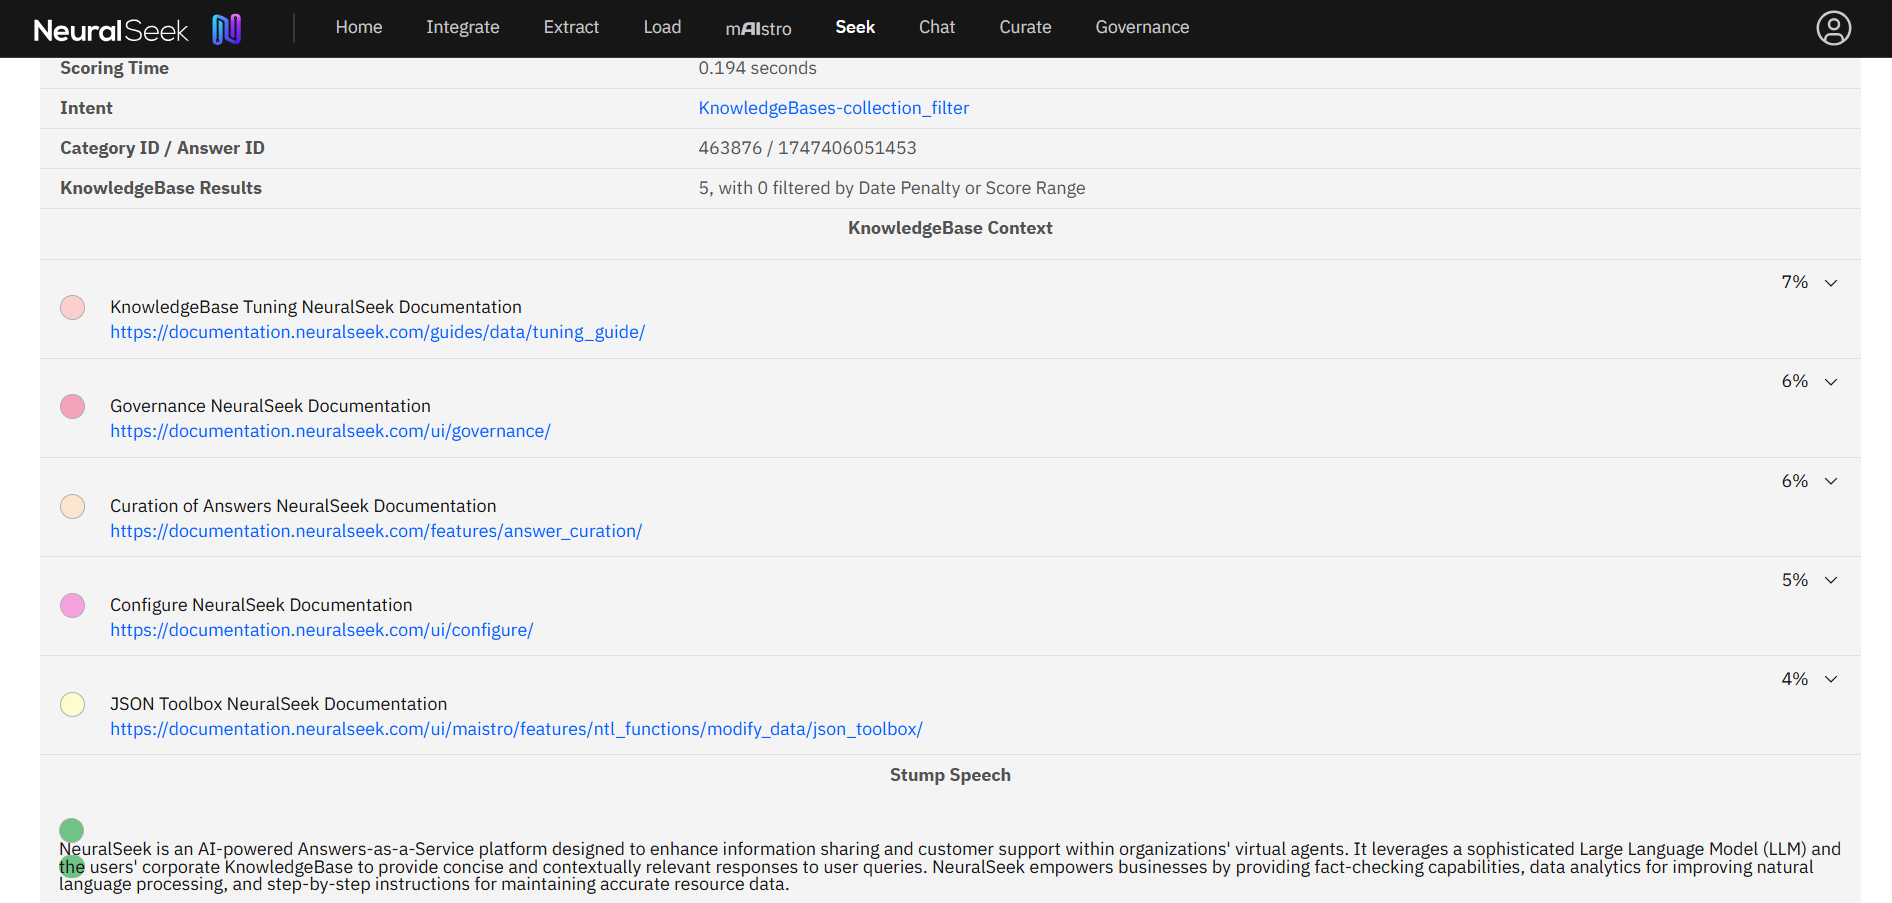 NeuralSeek
Home Integrate Extract Load mAIstro Seek Chat Curate Governance
Scoring Time 0.194 seconds
Intent KnowledgeBases-collection_filter
Category ID / Answer ID 463876 / 1747406051453
KnowledgeBase Results 5, with 0 filtered by Date Penalty or Score Range
KnowledgeBase Context
7%
KnowledgeBase Tuning NeuralSeek Documentation
https://documentation.neuralseek.com/guides/data/tuning_guide/
6%
Governance NeuralSeek Documentation
https://documentation.neuralseek.com/ui/governance/
6%
Curation of Answers NeuralSeek Documentation
https://documentation.neuralseek.com/features/answer_curation/
5%
Configure NeuralSeek Documentation
https://documentation.neuralseek.com/ui/configure/
4%
JSON Toolbox NeuralSeek Documentation
https://documentation.neuralseek.com/ui/maistro/features/ntl_functions/modify_data/json_toolbox/
Stump Speech
NeuralSeek is an AI-powered Answers-as-a-Service platform designed to enhance information sharing and customer support within organizations' virtual agents. It leverages a sophisticated Large Language Model (LLM) and
the users' corporate KnowledgeBase to provide concise and contextually relevant responses to user queries. NeuralSeek empowers businesses by providing fact-checking capabilities, data analytics for improving natural
language processing, and step-by-step instructions for maintaining accurate resource data.